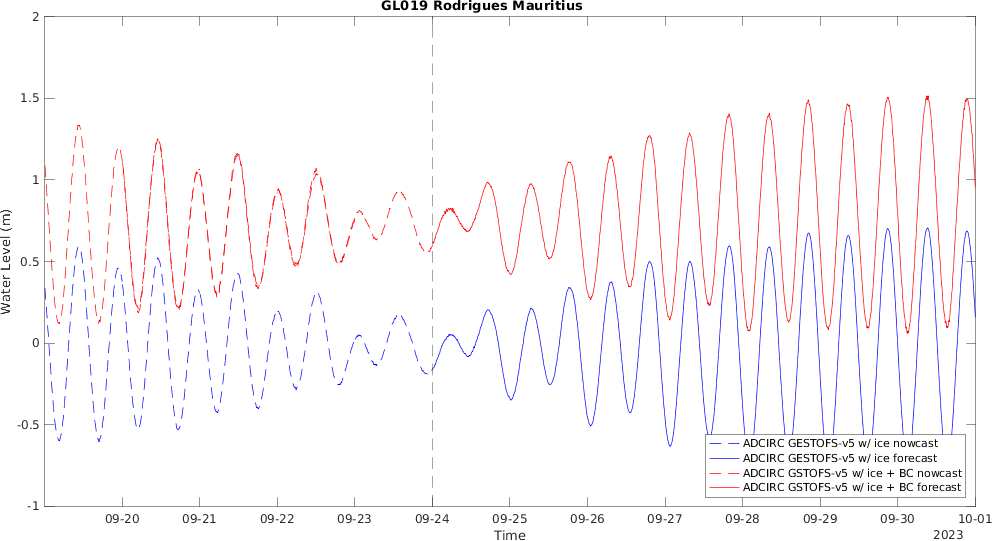 GL019 Rodrigues Mauritius
2
1.5
1
0.5
0
-0.5
-1
Water Level (m)
ADCIRC GESTOFS-v5 w/ ice nowcast
ADCIRC GESTOFS-v5 w/ ice forecast
ADCIRC GSTOFS-v5 w/ ice + BC nowcast
ADCIRC GSTOFS-v5 w/ ice + BC forecast
09-20 09-21 09-22 09-23 09-24 09-25 09-26 09-27 09-28 09-29 09-30 10-01
Time
2023